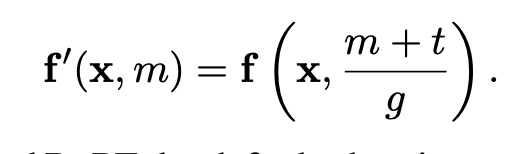 f′(x, m) = f(x, (m + t)/g).